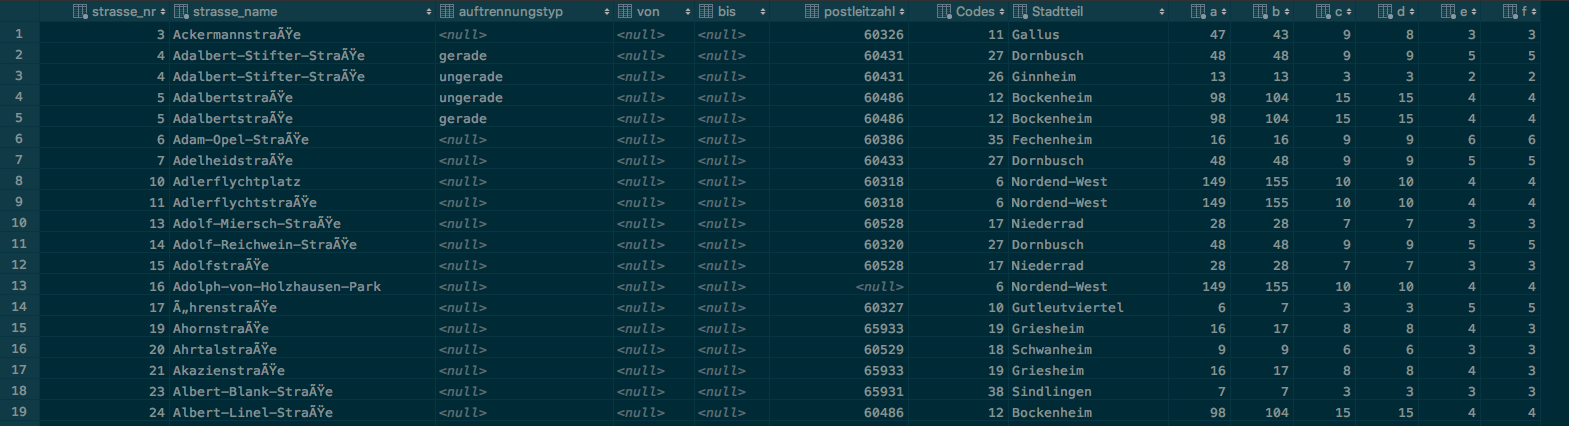 strasse_nr strasse_name auftrennungstyp von bis postleitzahl Codes Stadtteil a b c d e f
1 3 AckermannstraÃŸe <null> <null> <null> 60326 11 Gallus 47 43 9 8 3 3
2 4 Adalbert-Stifter-StraÃŸe gerade <null> <null> 60431 27 Dornbusch 48 48 9 9 5 5
3 4 Adalbert-Stifter-StraÃŸe ungerade <null> <null> 60431 26 Ginnheim 13 13 3 3 2 2
4 5 AdalbertstraÃŸe ungerade <null> <null> 60486 12 Bockenheim 98 104 15 15 4 4
5 5 AdalbertstraÃŸe gerade <null> <null> 60486 12 Bockenheim 98 104 15 15 4 4
6 6 Adam-Opel-StraÃŸe <null> <null> <null> 60386 35 Fechenheim 16 16 9 9 6 6
7 7 AdelheidstraÃŸe <null> <null> <null> 60433 27 Dornbusch 48 48 9 9 5 5
8 10 Adlerflychtplatz <null> <null> <null> 60318 6 Nordend-West 149 155 10 10 4 4
9 11 AdlerflychtstraÃŸe <null> <null> <null> 60318 6 Nordend-West 149 155 10 10 4 4
10 13 Adolf-Miersch-StraÃŸe <null> <null> <null> 60528 17 Niederrad 28 28 7 7 3 3
11 14 Adolf-Reichwein-StraÃŸe <null> <null> <null> 60320 27 Dornbusch 48 48 9 9 5 5
12 15 AdolfstraÃŸe <null> <null> <null> 60528 17 Niederrad 28 28 7 7 3 3
13 16 Adolph-von-Holzhausen-Park <null> <null> <null> <null> 6 Nordend-West 149 155 10 10 4 4
14 17 Ã„hrenstraÃŸe <null> <null> <null> 60327 10 Gutleutviertel 6 7 3 3 5 5
15 19 AhornstraÃŸe <null> <null> <null> 65933 19 Griesheim 16 17 8 8 4 3
16 20 AhrtalstraÃŸe <null> <null> <null> 60529 18 Schwanheim 9 9 6 6 3 3
17 21 AkazienstraÃŸe <null> <null> <null> 65933 19 Griesheim 16 17 8 8 4 3
18 23 Albert-Blank-StraÃŸe <null> <null> <null> 65931 38 Sindlingen 7 7 3 3 3 3
19 24 Albert-Linel-StraÃŸe <null> <null> <null> 60486 12 Bockenheim 98 104 15 15 4 4